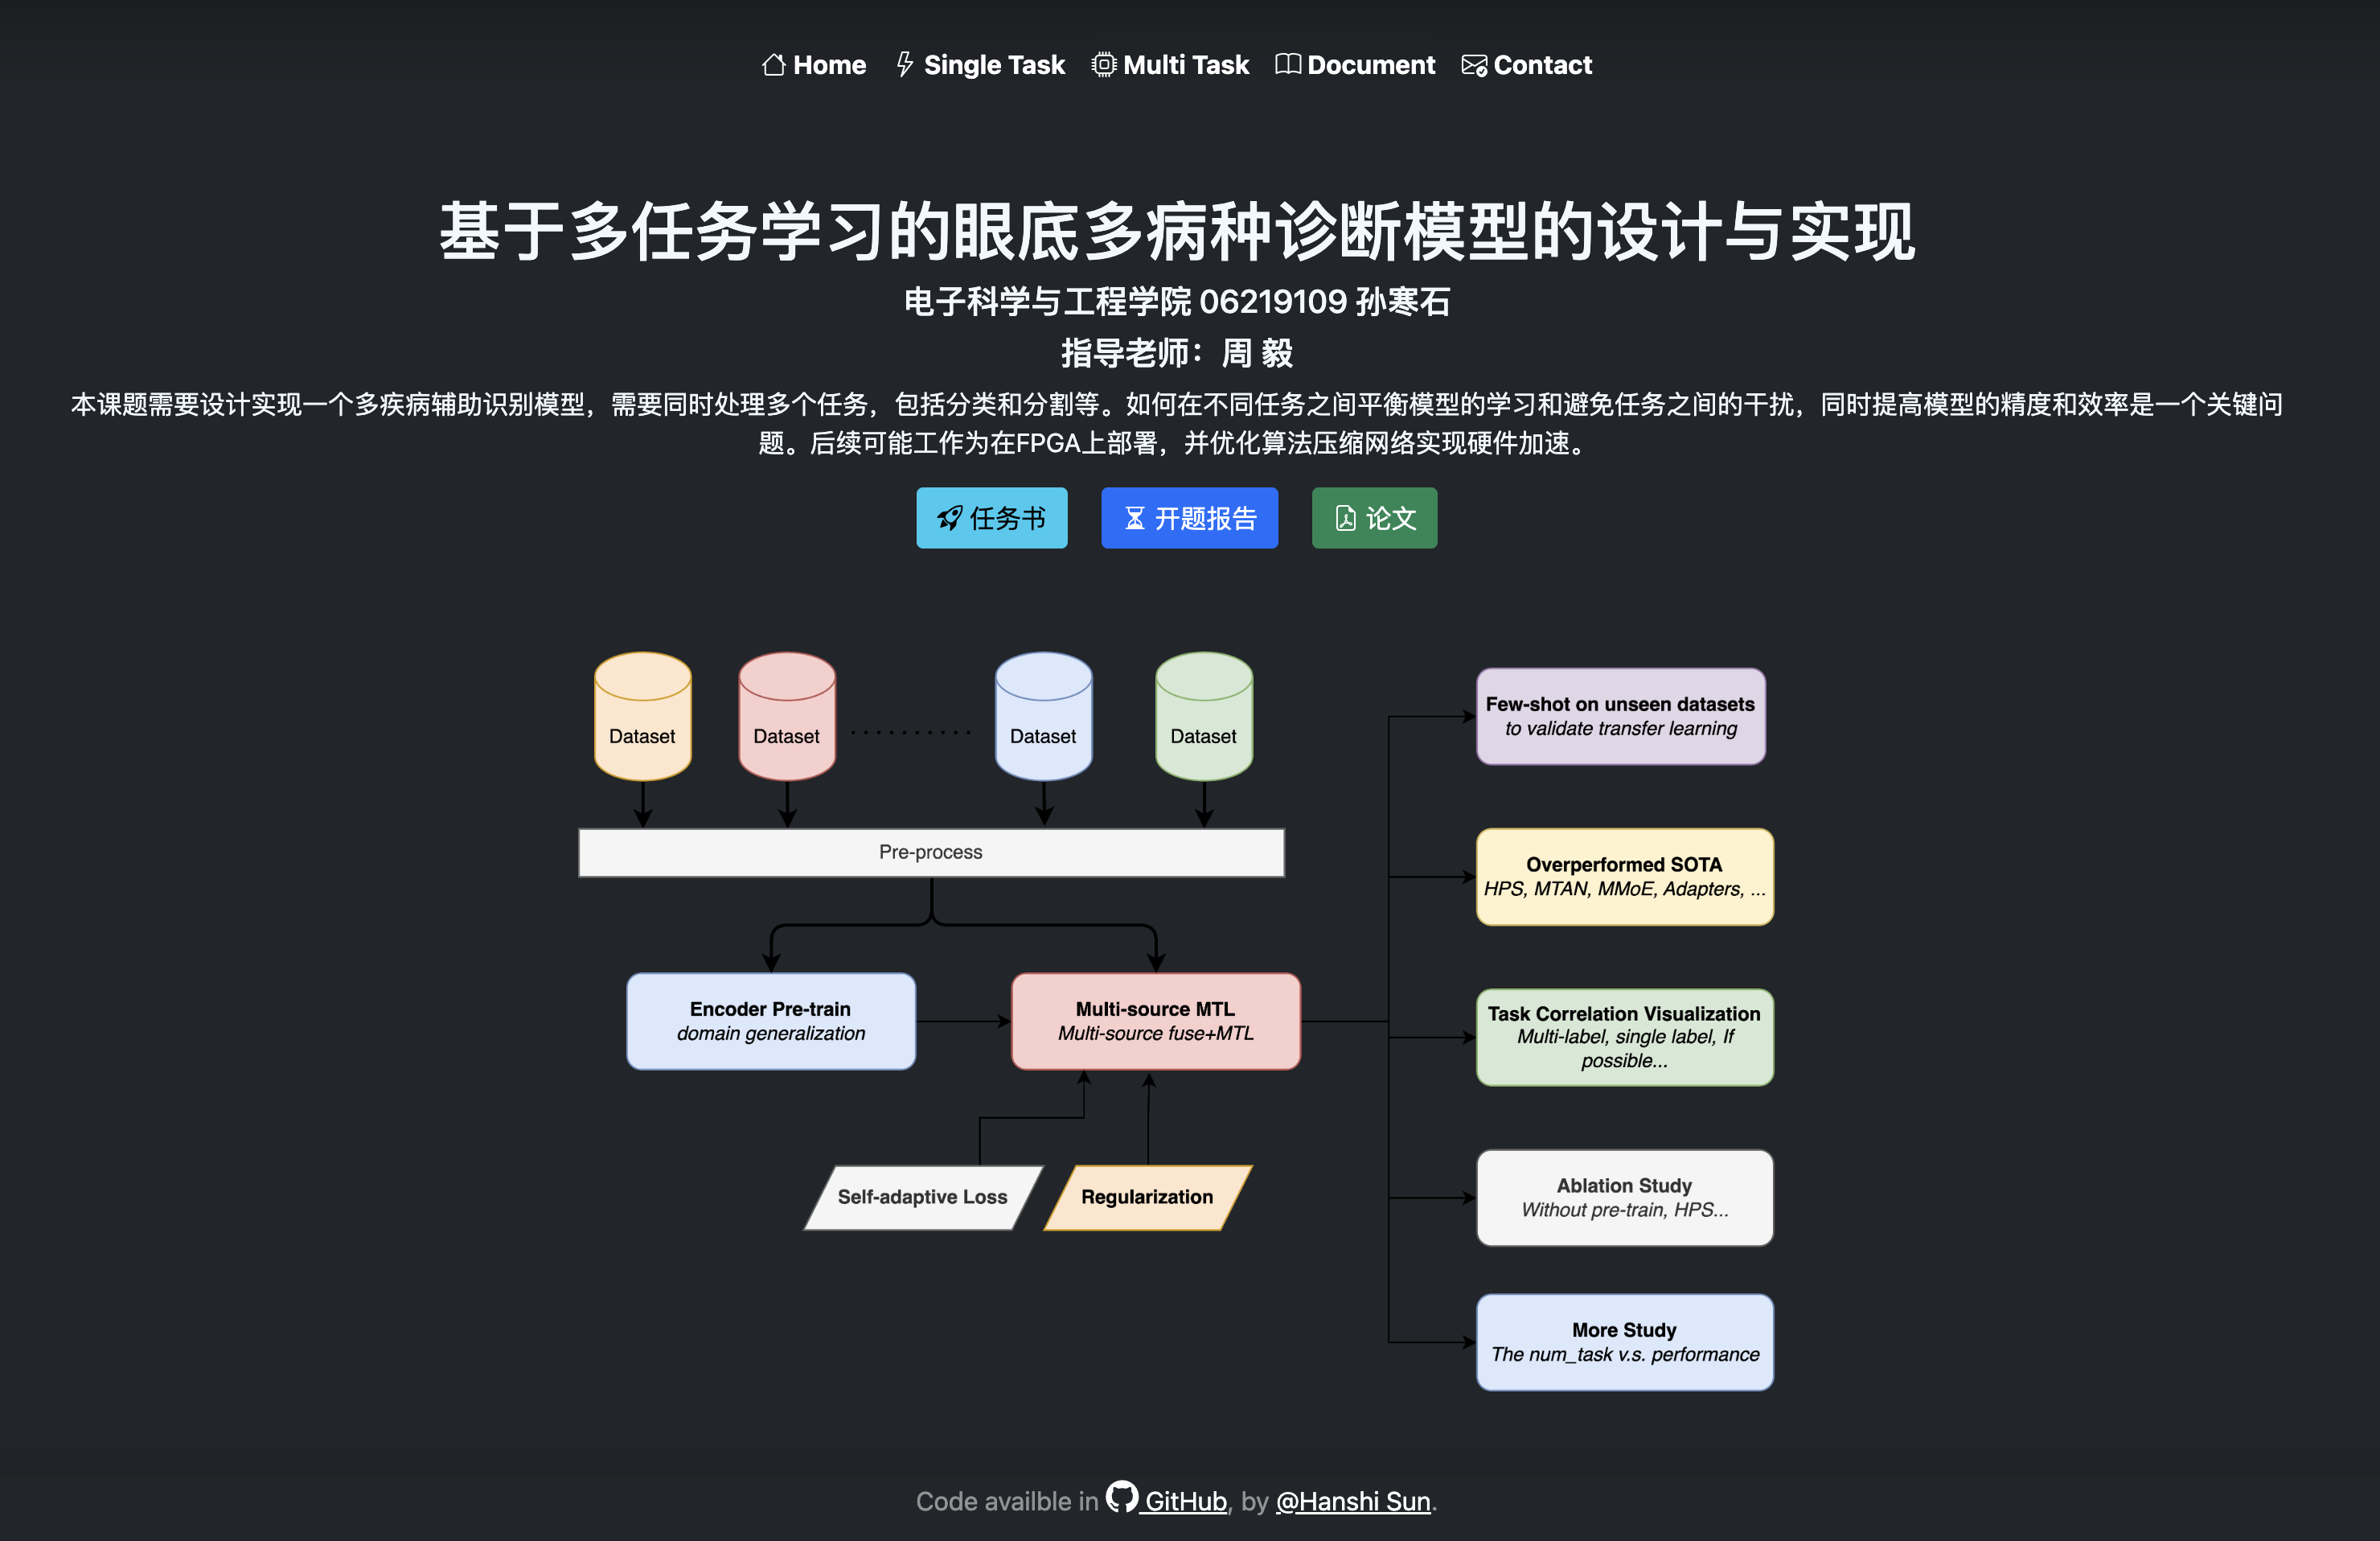 Home Single Task Multi Task Document Contact
基于多任务学习的眼底多病种诊断模型的设计与实现
电子科学与工程学院 06219109 孙寒石
指导老师：周 毅
本课题需要设计实现一个多疾病辅助识别模型，需要同时处理多个任务，包括分类和分割等。如何在不同任务之间平衡模型的学习和避免任务之间的干扰，同时提高模型的精度和效率是一个关键问
题。后续可能工作为在FPGA上部署，并优化算法压缩网络实现硬件加速。
任务书 开题报告 论文
Dataset Dataset Dataset Dataset
Pre-process
Encoder Pre-train
domain generalization
Multi-source MTL
Multi-source fuse+MTL
Self-adaptive Loss
Regularization
Few-shot on unseen datasets
to validate transfer learning
Overperformed SOTA
HPS, MTAN, MMoE, Adapters, ...
Task Correlation Visualization
Multi-label, single label, If
possible...
Ablation Study
Without pre-train, HPS...
More Study
The num_task v.s. performance
Code availble in GitHub, by @Hanshi Sun.